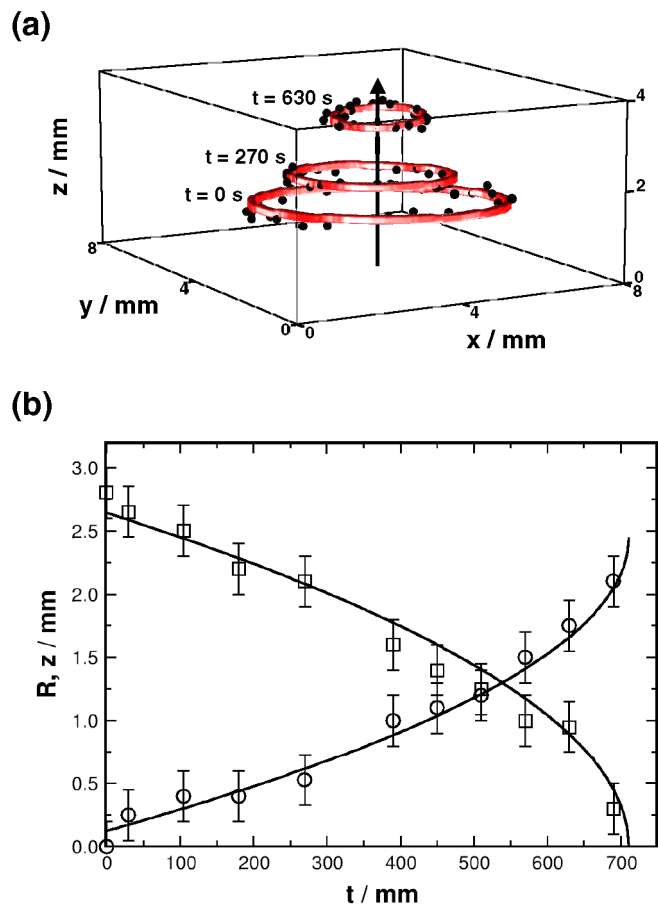 (a)
t = 630 s
t = 270 s
t = 0 s
z / mm
4
2
0
8
4
0
y / mm
0
4
8
x / mm
(b)
3.0
2.5
2.0
1.5
1.0
0.5
0.0
R, z / mm
0 100 200 300 400 500 600 700
t / mm